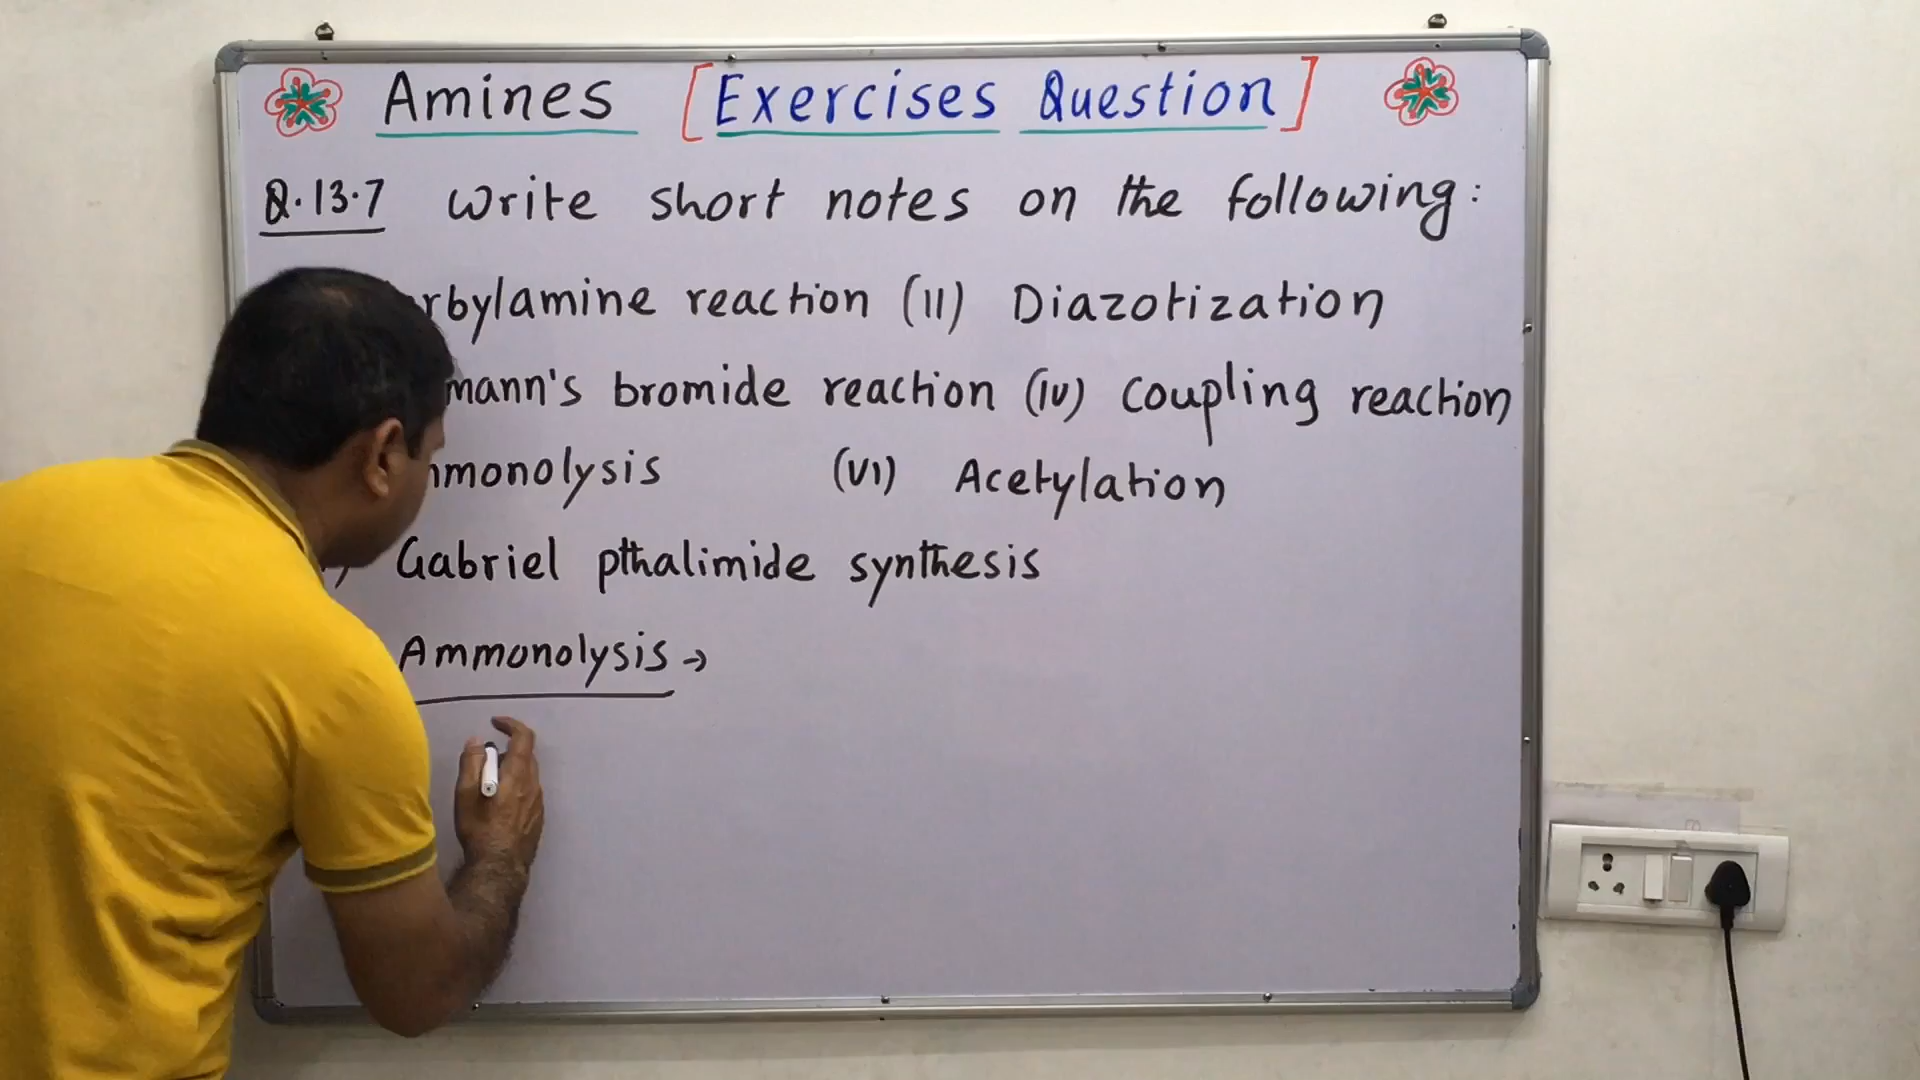 Amines [Exercises Question]
Q.13.7 Write short notes on the following:
rbylamine reaction (II) Diazotization
mann's bromide reaction (IV) Coupling reaction
mmonolysis (VI) Acetylation
Gabriel pthalimide synthesis
Ammonolysis →